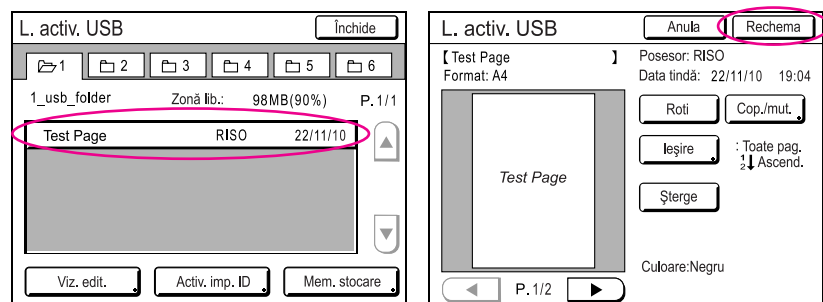 L. activ. USB
Închide
1
2
3
4
5
6
1_usb_folder Zonă lib.: 98MB(90%) P.1/1
Test Page RISO 22/11/10
Viz. edit.
Activ. imp. ID
Mem. stocare
L. activ. USB
Anula
Rechema
【Test Page 】
Format: A4
Posesor: RISO
Data tindă: 22/11/10 19:04
Test Page
Roti
Cop./mut.
Ieşire
: Toate pag.
1
2 Ascend.
Şterge
Culoare:Negru
P.1/2